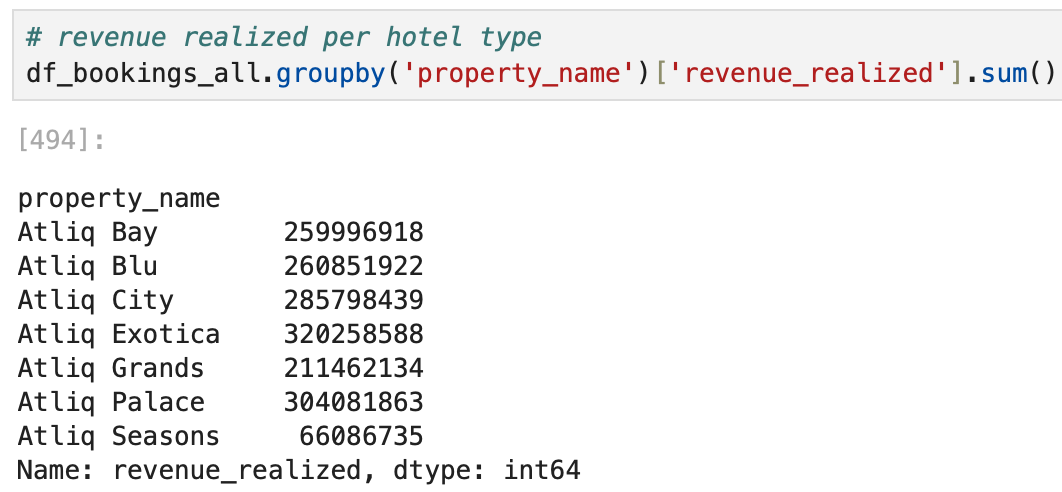 # revenue realized per hotel type
df_bookings_all.groupby('property_name')['revenue_realized'].sum()
[494]:
property_name
Atliq Bay        259996918
Atliq Blu        260851922
Atliq City       285798439
Atliq Exotica    320258588
Atliq Grands     211462134
Atliq Palace     304081863
Atliq Seasons     66086735
Name: revenue_realized, dtype: int64